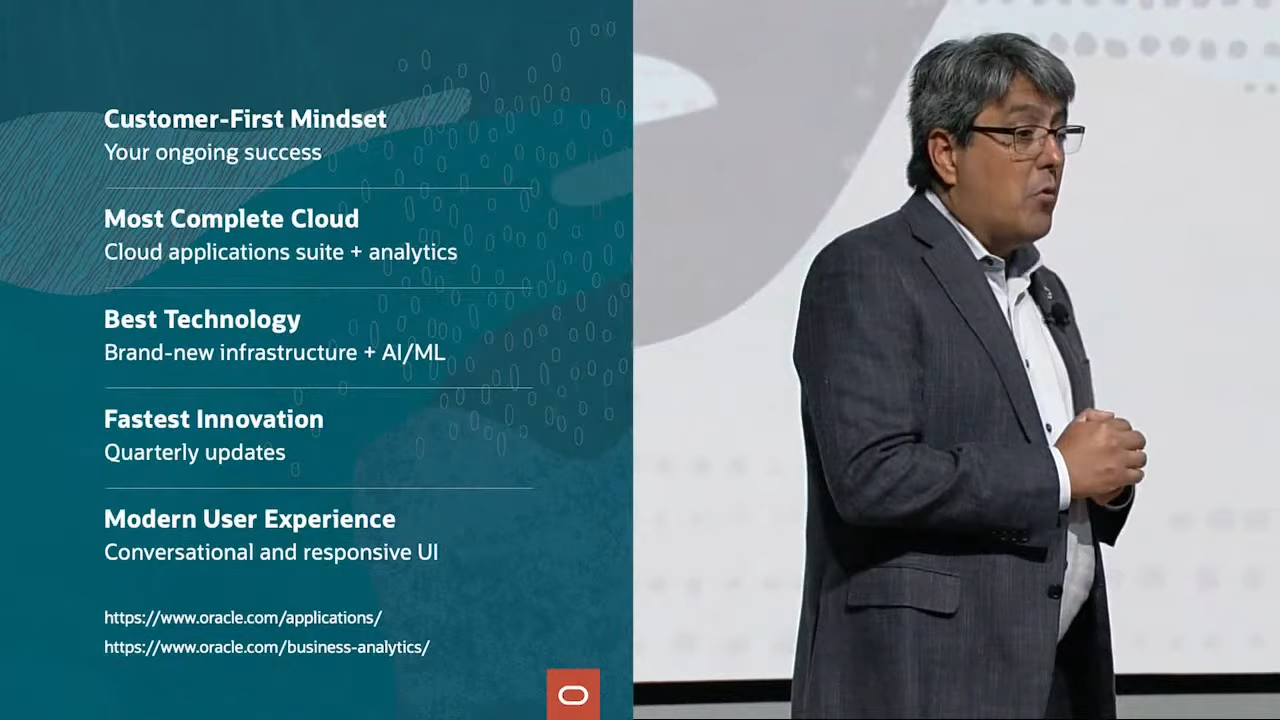 Customer-First Mindset
Your ongoing success
Most Complete Cloud
Cloud applications suite + analytics
Best Technology
Brand-new infrastructure + AI/ML
Fastest Innovation
Quarterly updates
Modern User Experience
Conversational and responsive UI
https://www.oracle.com/applications/
https://www.oracle.com/business-analytics/